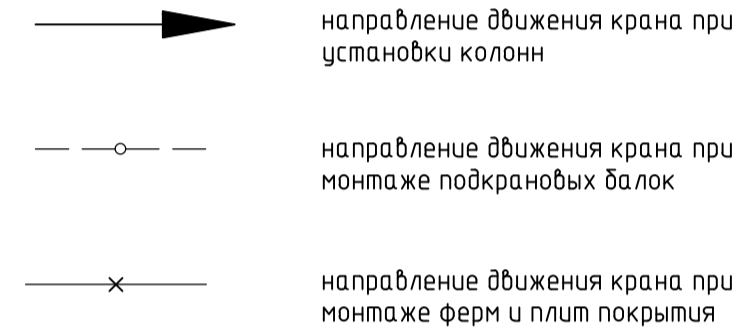 направление движения крана при
установки колонн
направление движения крана при
монтаже подкрановых балок
направление движения крана при
монтаже ферм и плит покрытия